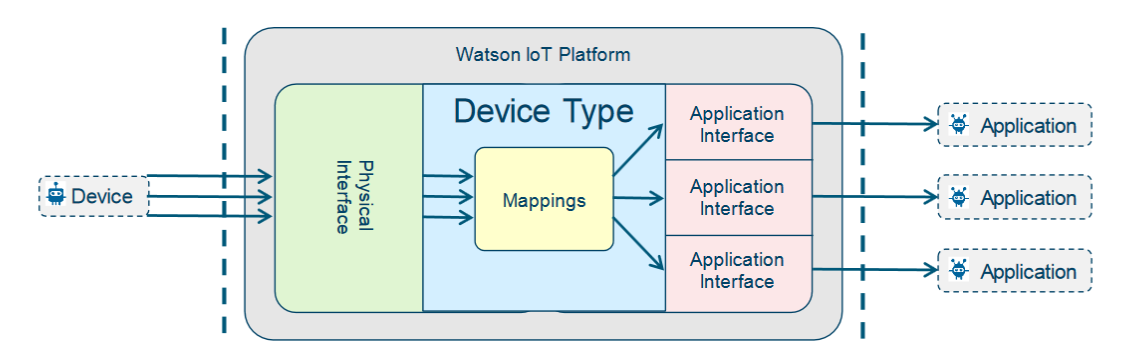 Watson IoT Platform
Device Type
Device
Physical
Interface
Mappings
Application
Interface
Application
Interface
Application
Interface
Application
Application
Application